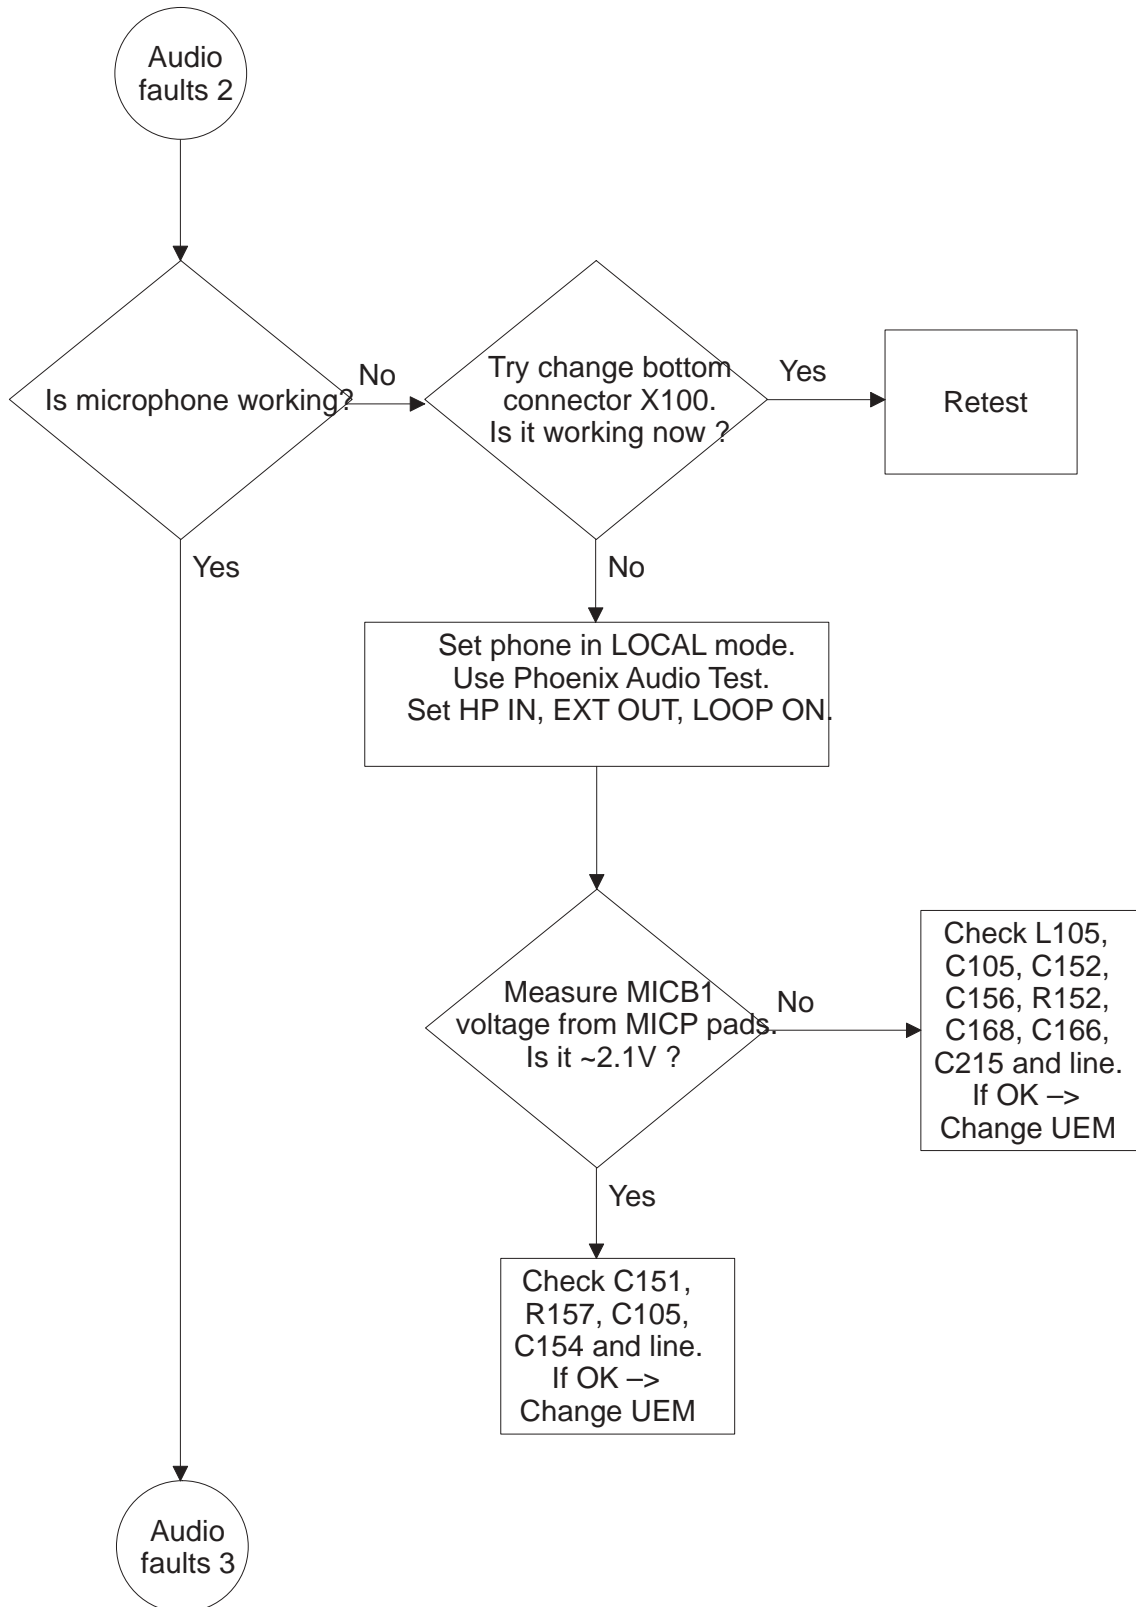 Audio
faults 2
Is microphone working?
No
Try change bottom
connector X100.
Is it working now ?
Yes
Retest
Yes
No
Set phone in LOCAL mode.
Use Phoenix Audio Test.
Set HP IN, EXT OUT, LOOP ON.
Measure MICB1
voltage from MICP pads.
Is it ~2.1V ?
No
Check L105,
C105, C152,
C156, R152,
C168, C166,
C215 and line.
If OK –>
Change UEM
Yes
Check C151,
R157, C105,
C154 and line.
If OK –>
Change UEM
Audio
faults 3